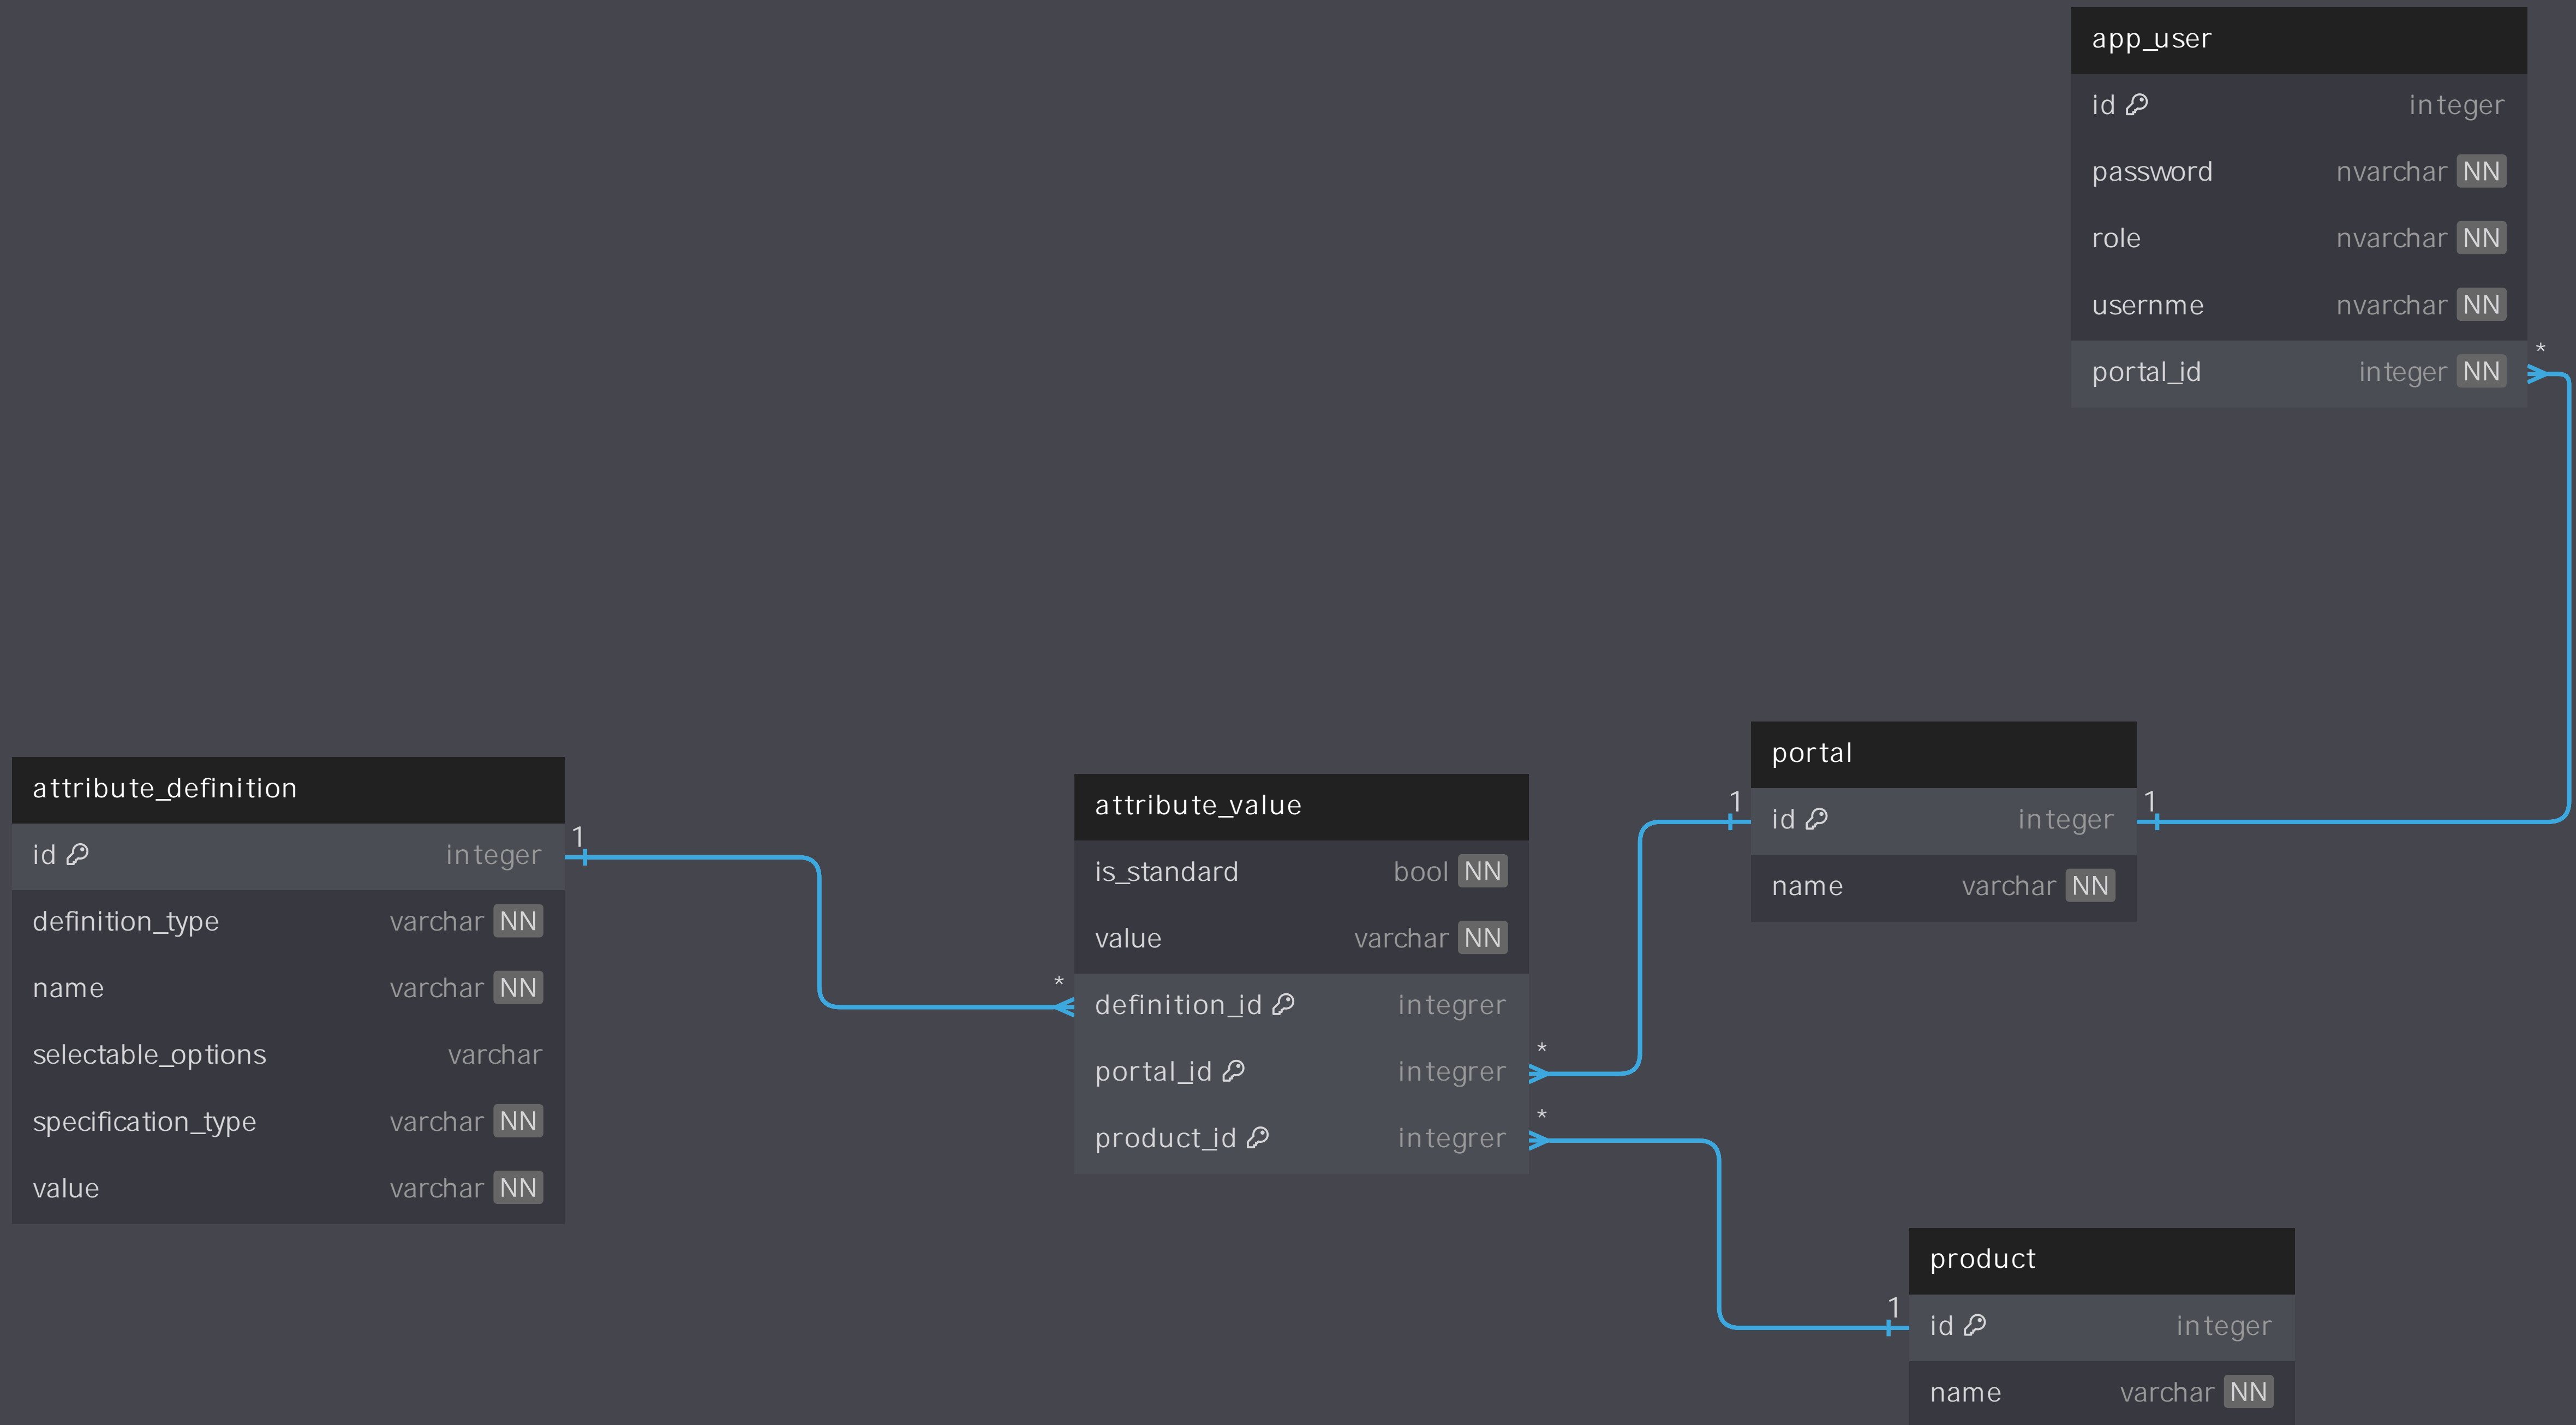 app_user
id integer
password nvarchar NN
role nvarchar NN
usernme nvarchar NN
portal_id integer NN
*
attribute_definition
id integer
1
definition_type varchar NN
name varchar NN
selectable_options varchar
specification_type varchar NN
value varchar NN
attribute_value
is_standard bool NN
value varchar NN
*
definition_id integrer
portal_id integrer
*
product_id integrer
*
portal
1
id integer
1
name varchar NN
product
1
id integer
name varchar NN